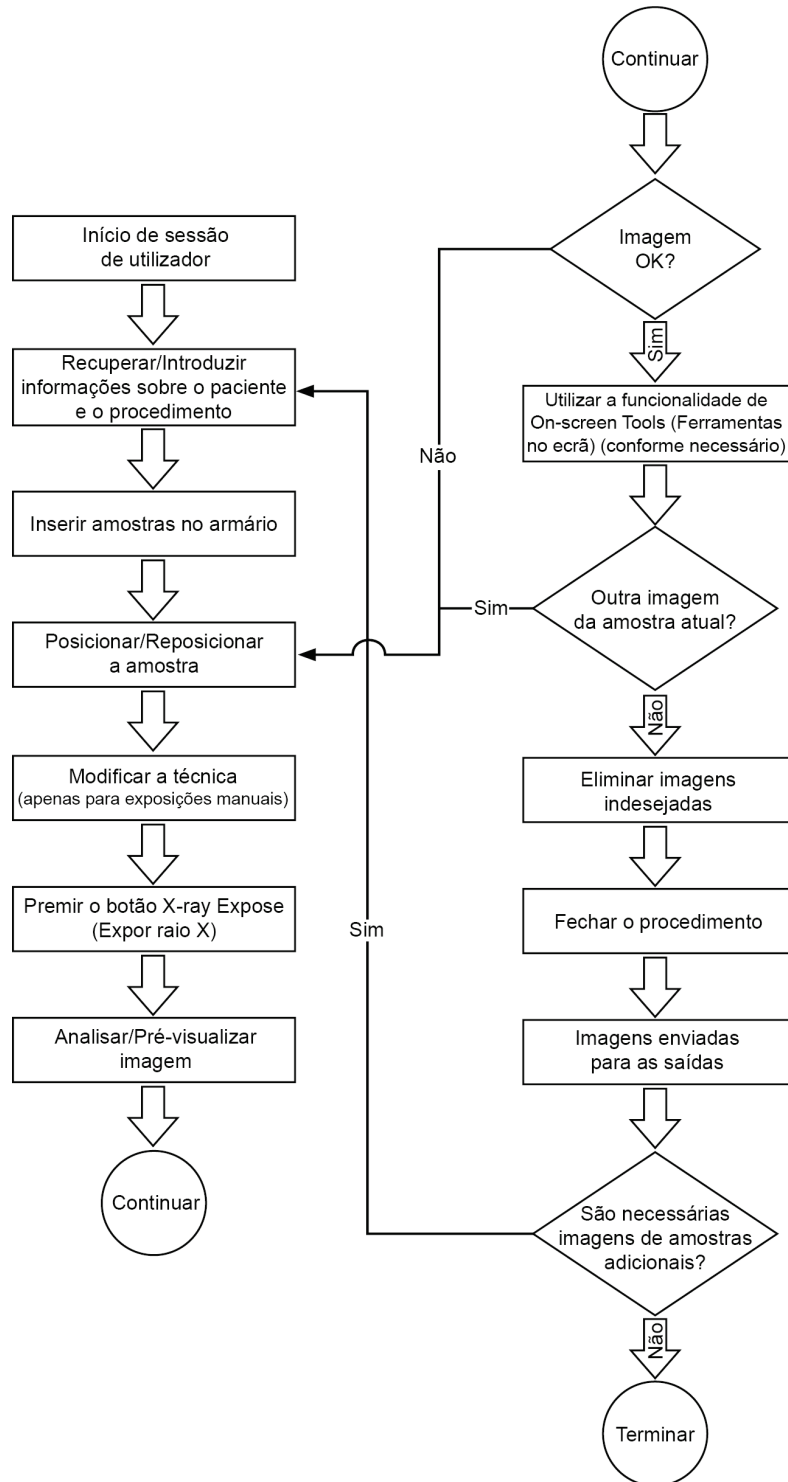 Início de sessão
de utilizador
Recuperar/Introduzir
informações sobre o paciente
e o procedimento
Inserir amostras no armário
Posicionar/Reposicionar
a amostra
Modificar a técnica
(apenas para exposições manuais)
Premir o botão X-ray Expose
(Expor raio X)
Analisar/Pré-visualizar
imagem
Continuar
Continuar
Imagem
OK?
Não
Sim
Utilizar a funcionalidade de
On-screen Tools (Ferramentas
no ecrã) (conforme necessário)
Outra imagem
da amostra atual?
Sim
Não
Eliminar imagens
indesejadas
Fechar o procedimento
Imagens enviadas
para as saídas
São necessárias
imagens de amostras
adicionais?
Sim
Não
Terminar